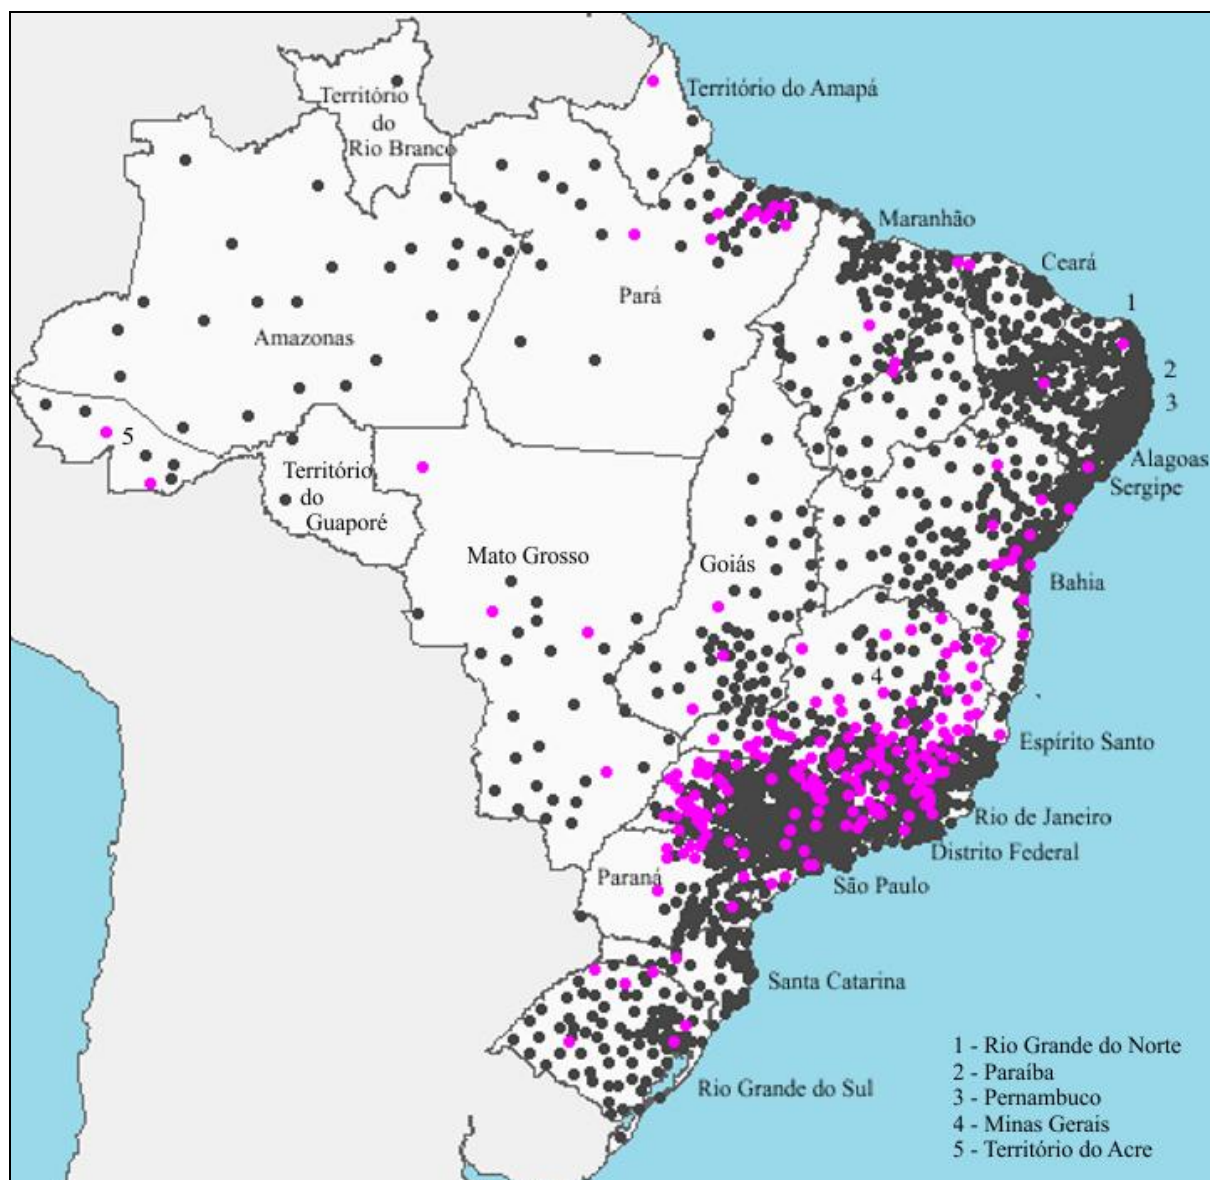 Território do Amapá
Território
do
Rio Branco
Maranhão
Ceará
Pará
1
Amazonas
2
3
5
Alagoas
Território
do
Guaporé
Sergipe
Mato Grosso
Goiás
Bahia
4
Espírito Santo
Rio de Janeiro
Distrito Federal
Paraná
São Paulo
Santa Catarina
Rio Grande do Sul
1 - Rio Grande do Norte
2 - Paraíba
3 - Pernambuco
4 - Minas Gerais
5 - Território do Acre